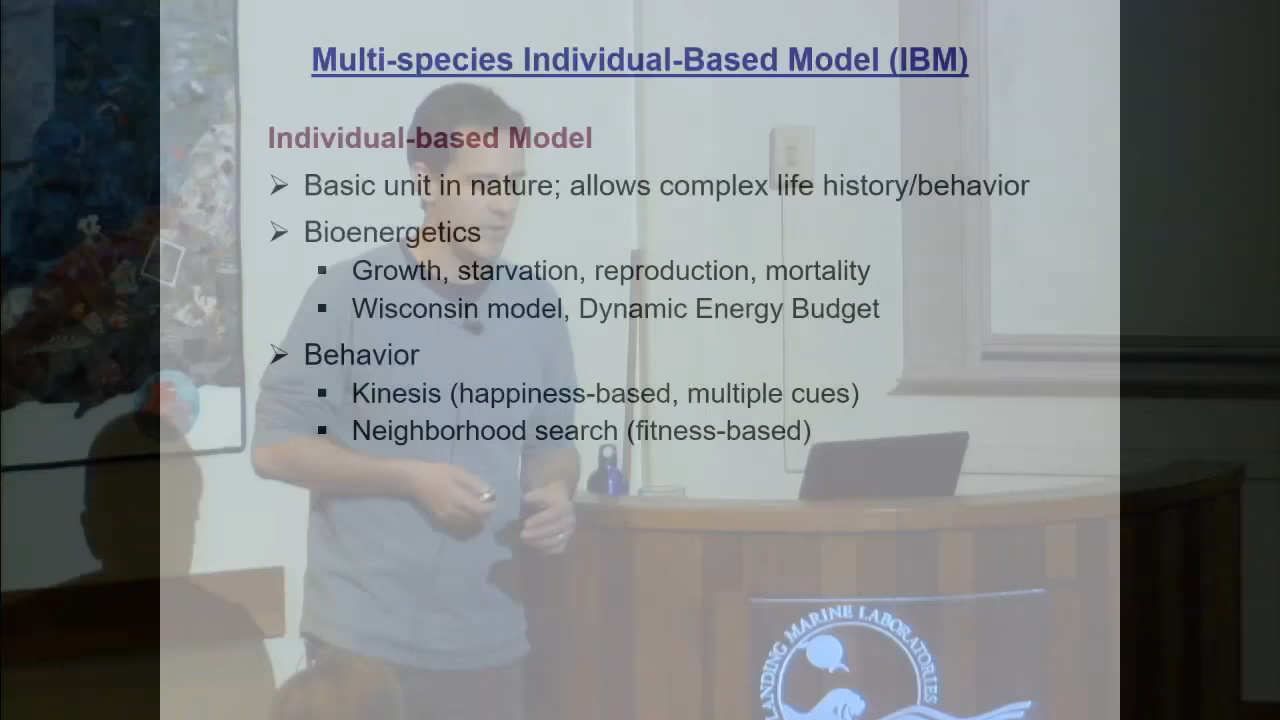 Multi-species Individual-Based Model (IBM)
Individual-based Model
➢ Basic unit in nature; allows complex life history/behavior
➢ Bioenergetics
▪ Growth, starvation, reproduction, mortality
▪ Wisconsin model, Dynamic Energy Budget
➢ Behavior
▪ Kinesis (happiness-based, multiple cues)
▪ Neighborhood search (fitness-based)
LANDING MARINE LABORATORIES